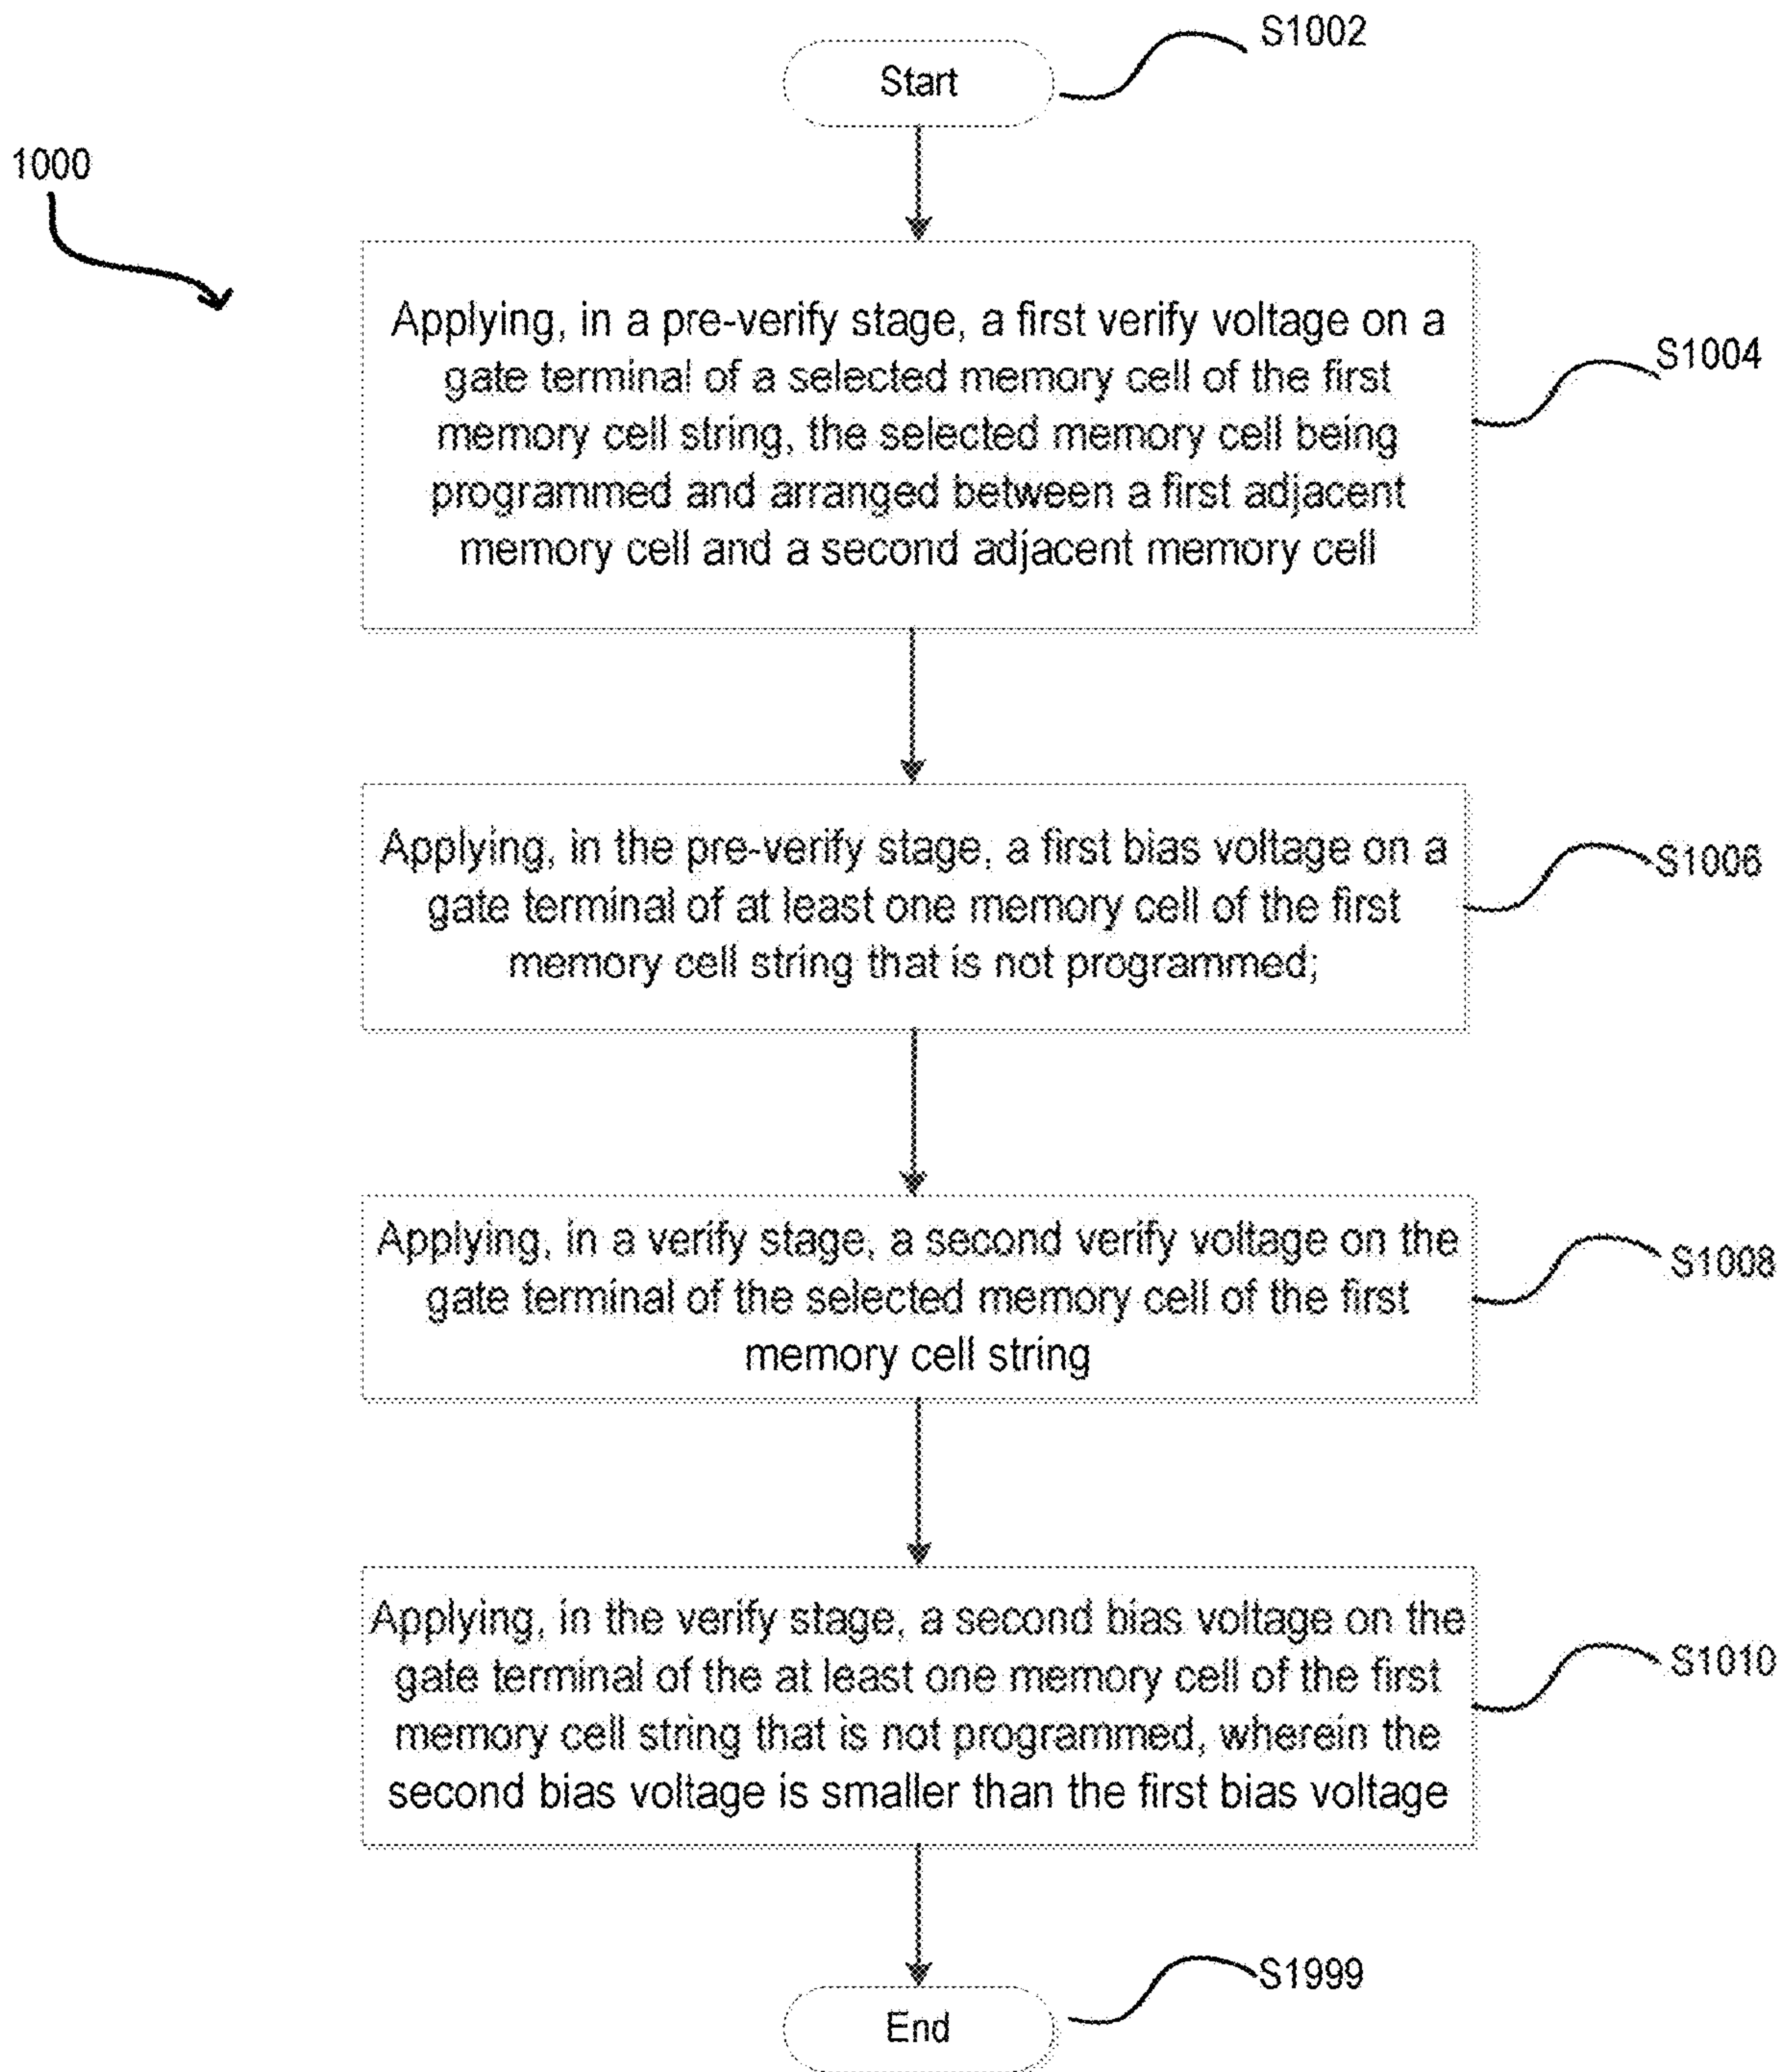 S1002
Start
1000
Applying, in a pre-verify stage, a first verify voltage on a
gate terminal of a selected memory cell of the first
memory cell string, the selected memory cell being
programmed and arranged between a first adjacent
memory cell and a second adjacent memory cell
S1004
Applying, in the pre-verify stage, a first bias voltage on a
gate terminal of at least one memory cell of the first
memory cell string that is not programmed;
S1006
Applying, in a verify stage, a second verify voltage on the
gate terminal of the selected memory cell of the first
memory cell string
S1008
Applying, in the verify stage, a second bias voltage on the
gate terminal of the at least one memory cell of the first
memory cell string that is not programmed, wherein the
second bias voltage is smaller than the first bias voltage
S1010
S1999
End